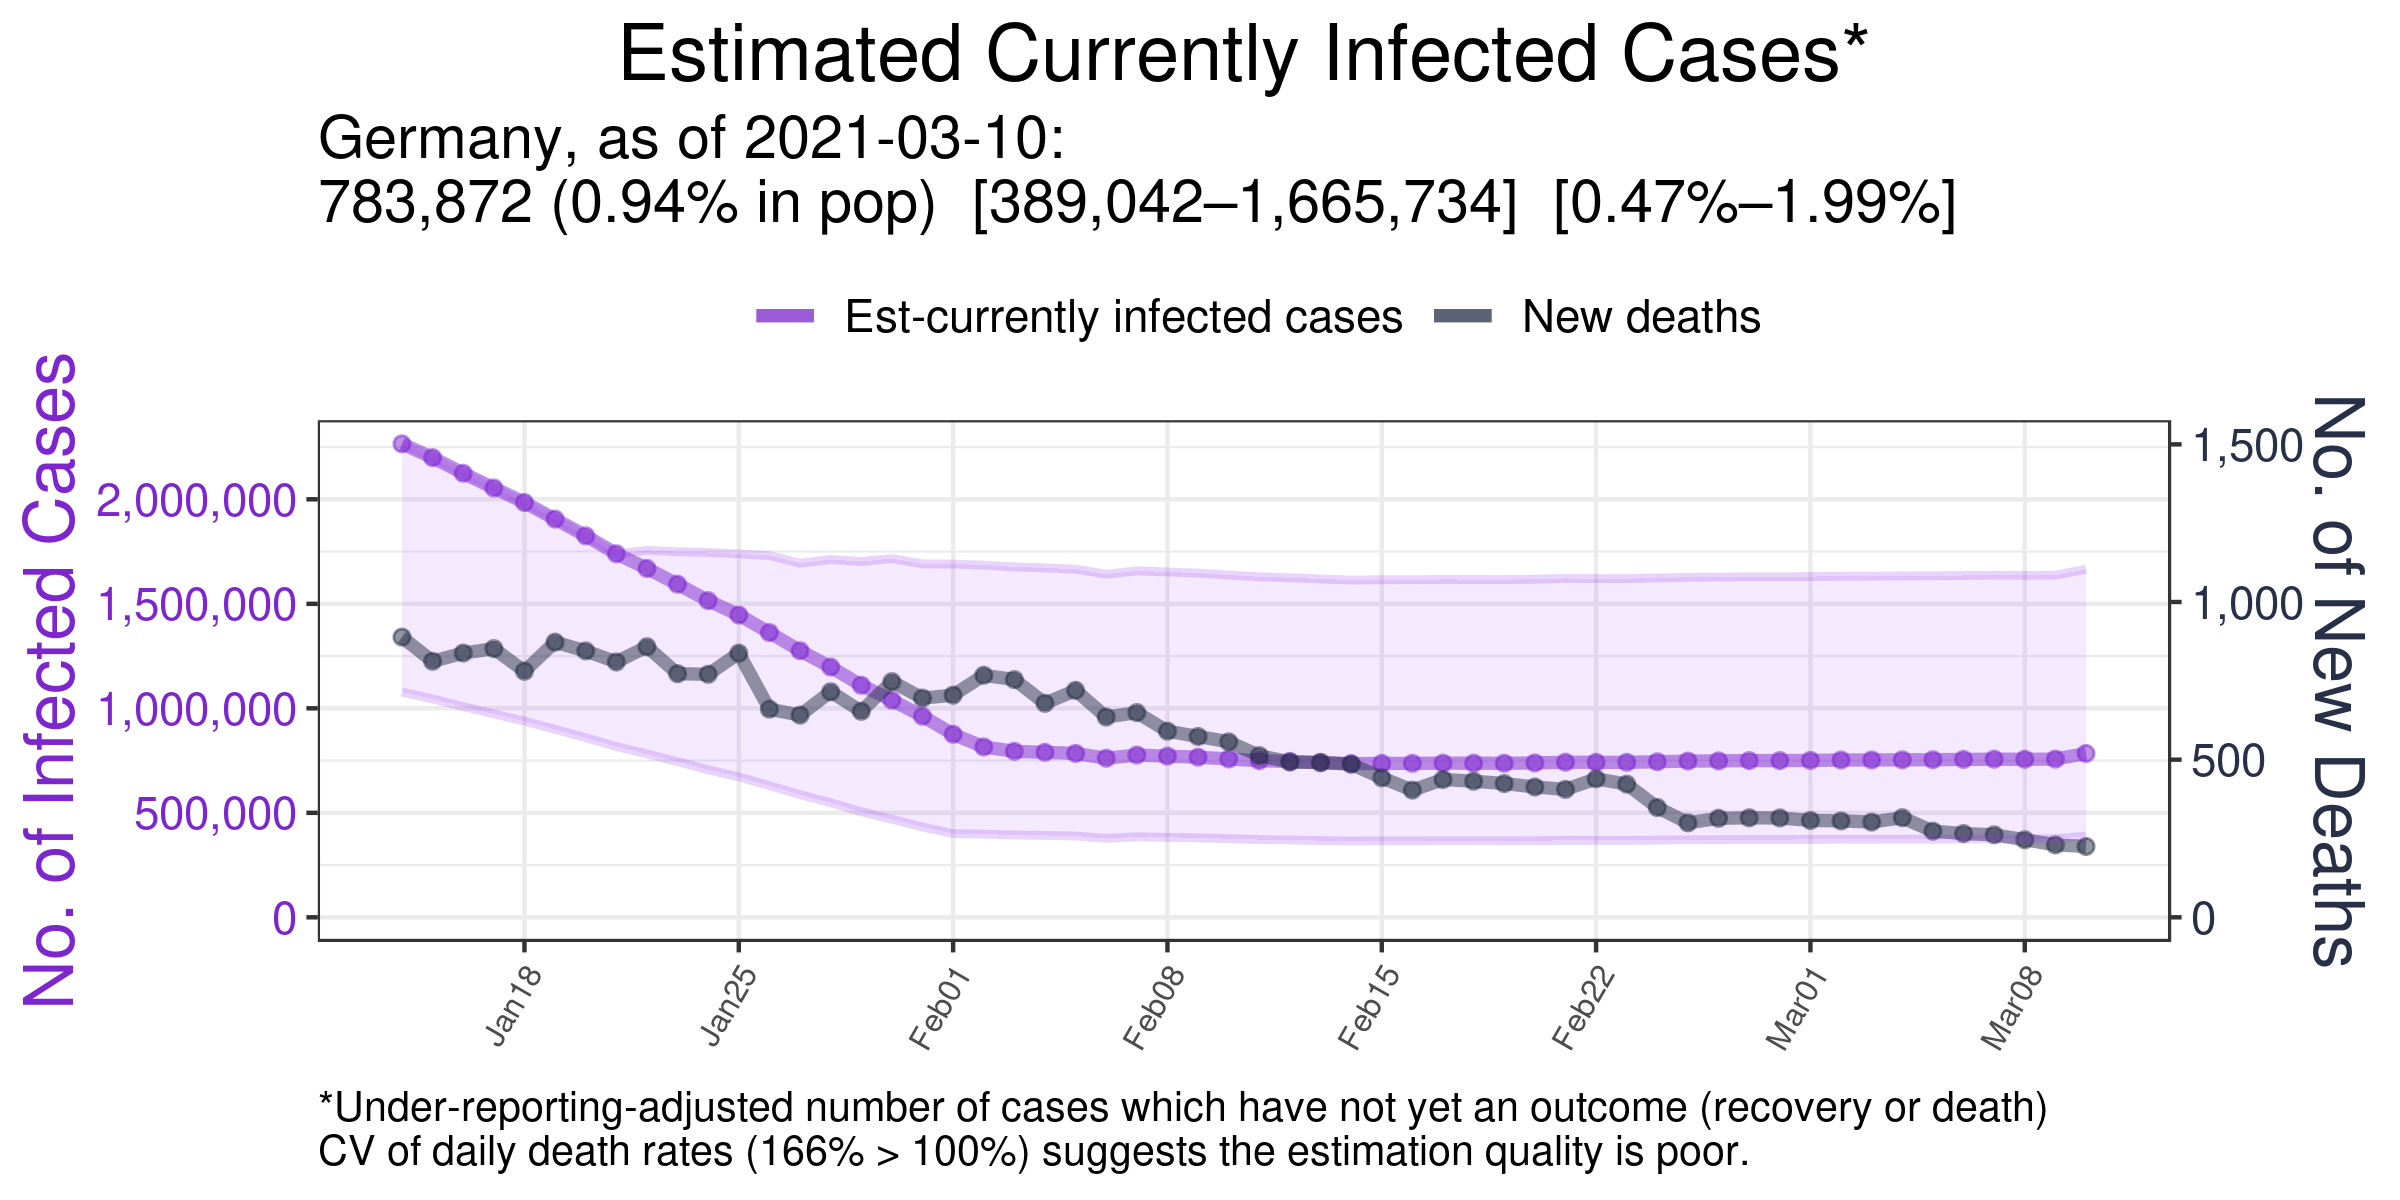 Estimated Currently Infected Cases*
Germany, as of 2021-03-10:
783,872 (0.94% in pop)  [389,042–1,665,734]  [0.47%–1.99%]
Est-currently infected cases
New deaths
No. of Infected Cases
2,000,000
1,500,000
1,000,000
500,000
0
1,500
1,000
500
0
No. of New Deaths
Jan18
Jan25
Feb01
Feb08
Feb15
Feb22
Mar01
Mar08
*Under-reporting-adjusted number of cases which have not yet an outcome (recovery or death)
CV of daily death rates (166% > 100%) suggests the estimation quality is poor.